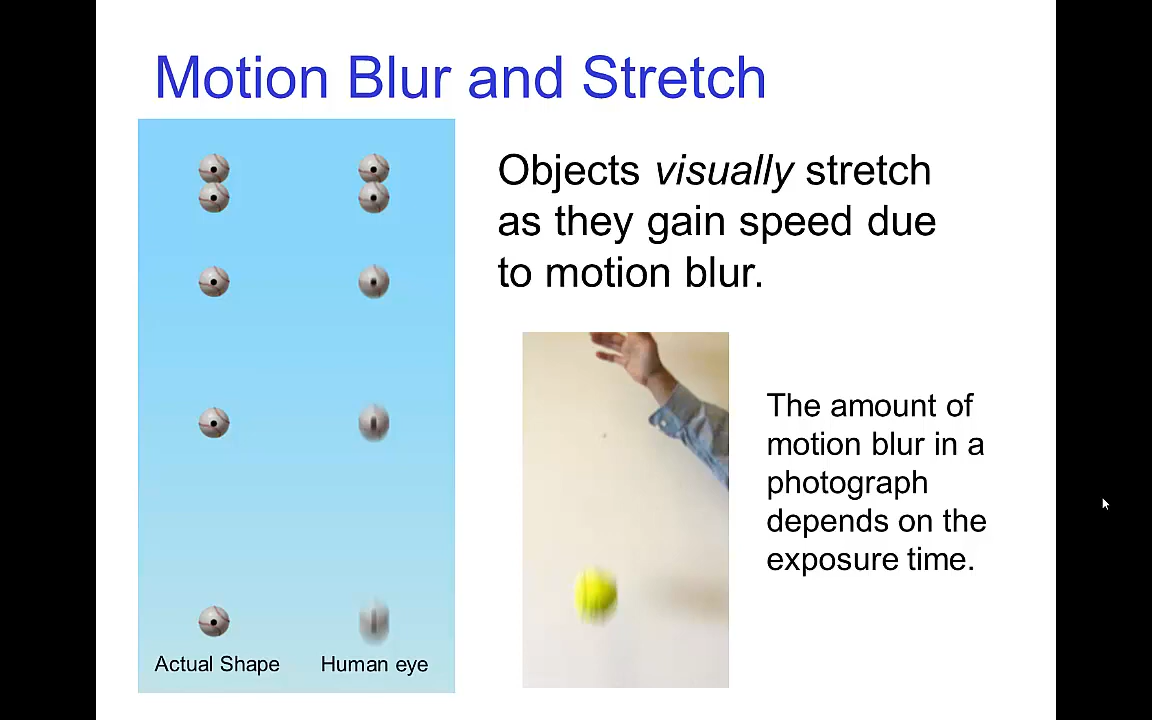 Motion Blur and Stretch
Objects visually stretch
as they gain speed due
to motion blur.
The amount of
motion blur in a
photograph
depends on the
exposure time.
Actual Shape
Human eye